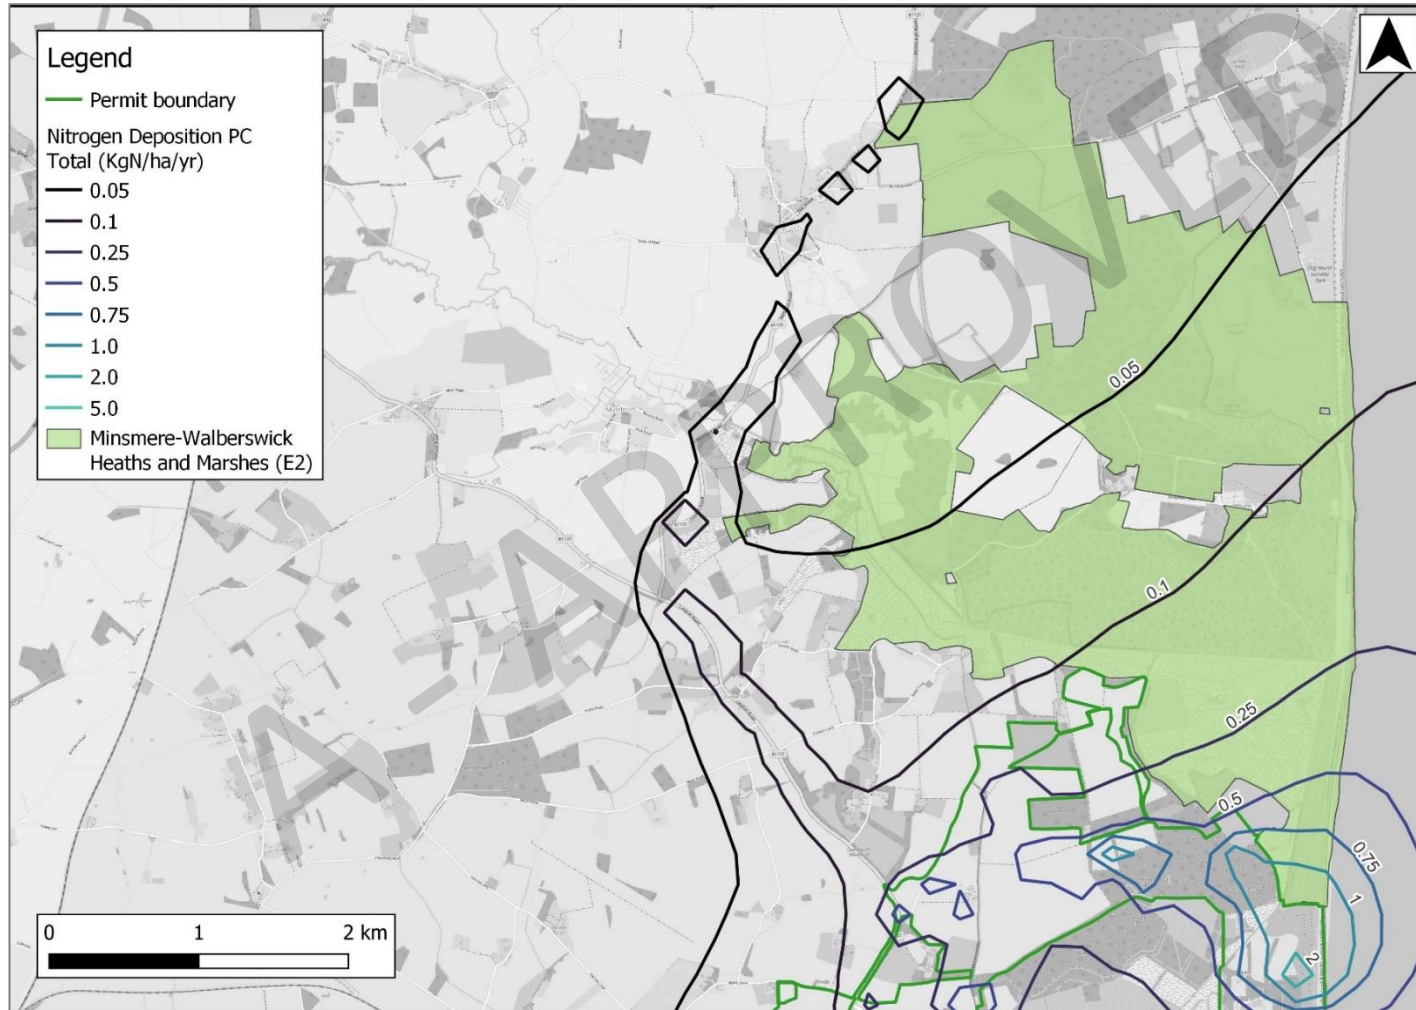 Legend
Permit boundary
Nitrogen Deposition PC
Total (KgN/ha/yr)
0.05
0.1
0.25
0.5
0.75
1.0
2.0
5.0
Minsmere-Walberswick
Heaths and Marshes (E2)
A - APPROVED
0.05
0.1
0.25
0.5
0.75
1
2
0 1 2 km